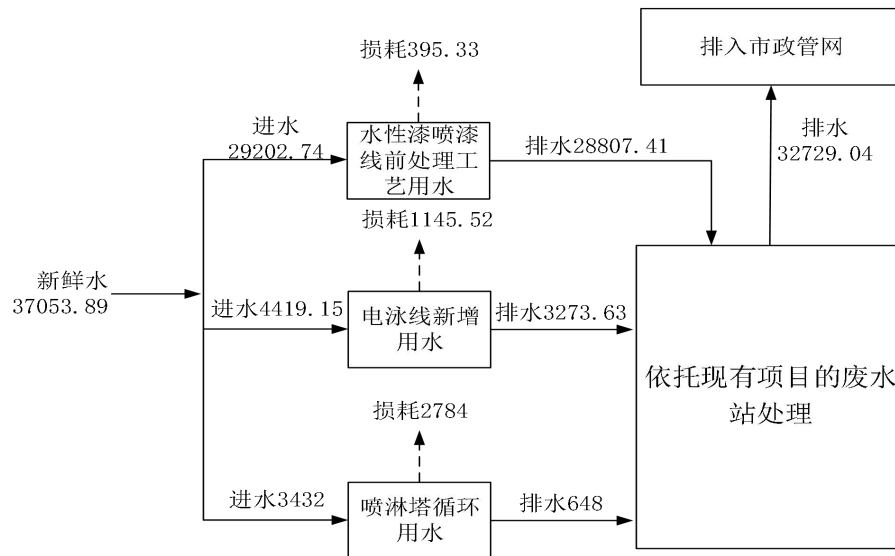 损耗395.33
排入市政管网
进水
29202.74
水性漆喷漆
线前处理工
艺用水
排水28807.41
排水
32729.04
损耗1145.52
新鲜水
37053.89
进水4419.15
电泳线新增
用水
排水3273.63
依托现有项目的废水
站处理
损耗2784
进水3432
喷淋塔循环
用水
排水648